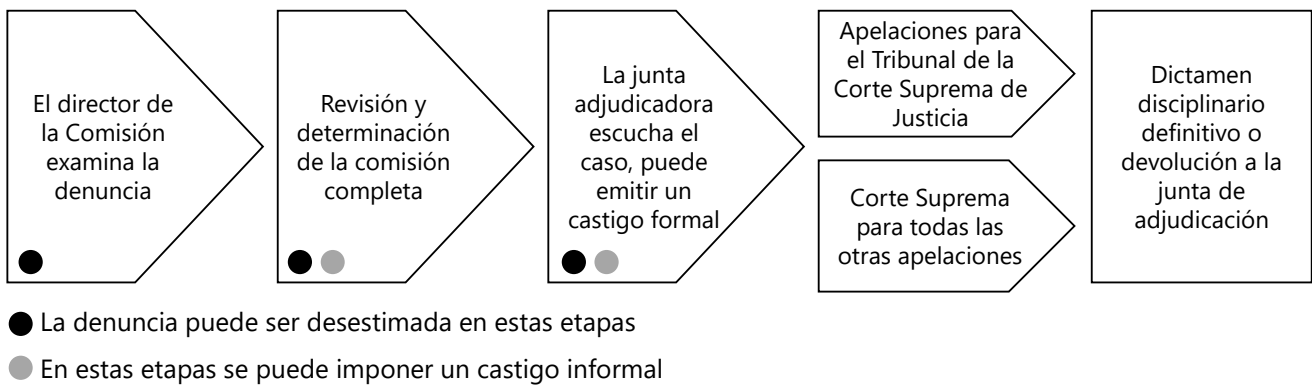 El director de
la Comisión
examina la
denuncia
Revisión y
determinación
de la comisión
completa
La junta
adjudicadora
escucha el
caso, puede
emitir un
castigo formal
Apelaciones para
el Tribunal de la
Corte Suprema de
Justicia
Corte Suprema
para todas las
otras apelaciones
Dictamen
disciplinario
definitivo o
devolución a la
junta de
adjudicación
La denuncia puede ser desestimada en estas etapas
En estas etapas se puede imponer un castigo informal